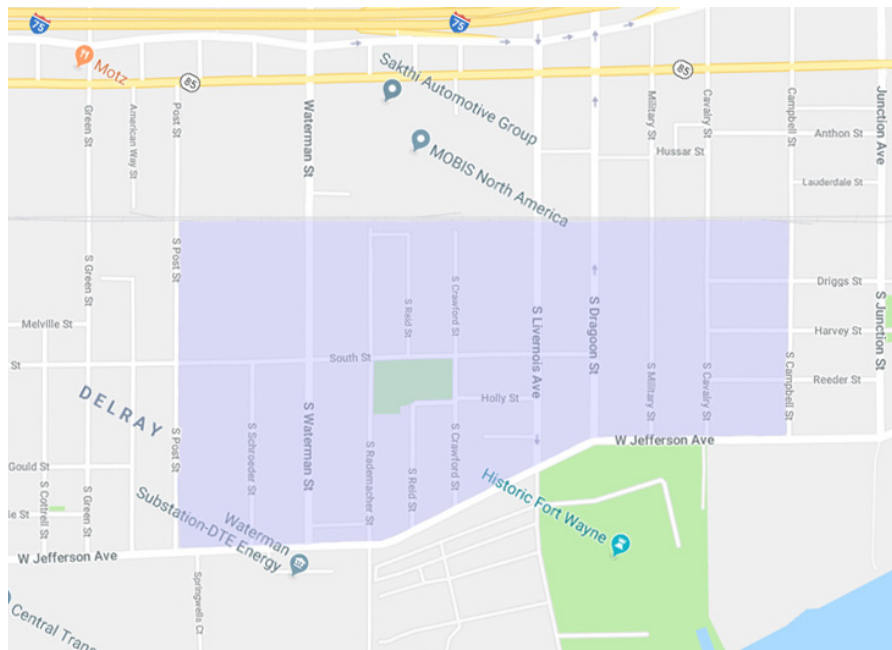 75
75
Motz
85
85
Sakthi Automotive Group
MOBIS North America
Green St
American Way St
Post St
Waterman St
Military St
Cavalry St
Campbell St
Junction Ave
Anthon St
Hussar St
Lauderdale St
S Green St
S Post St
S Reid St
S Crawford St
S Livernois Ave
S Dragoon St
Driggs St
S Junction St
Melville St
Harvey St
St
South St
S Military St
S Cavalry St
S Campbell St
Reeder St
DELRAY
S Post St
S Schroeder St
S Waterman St
S Rademacher St
Holly St
S Reid St
S Crawford St
W Jefferson Ave
Gould St
S Cottrell St
S Green St
ie St
Historic Fort Wayne
Waterman
Substation-DTE Energy
W Jefferson Ave
Springwells Ct
Central Trans